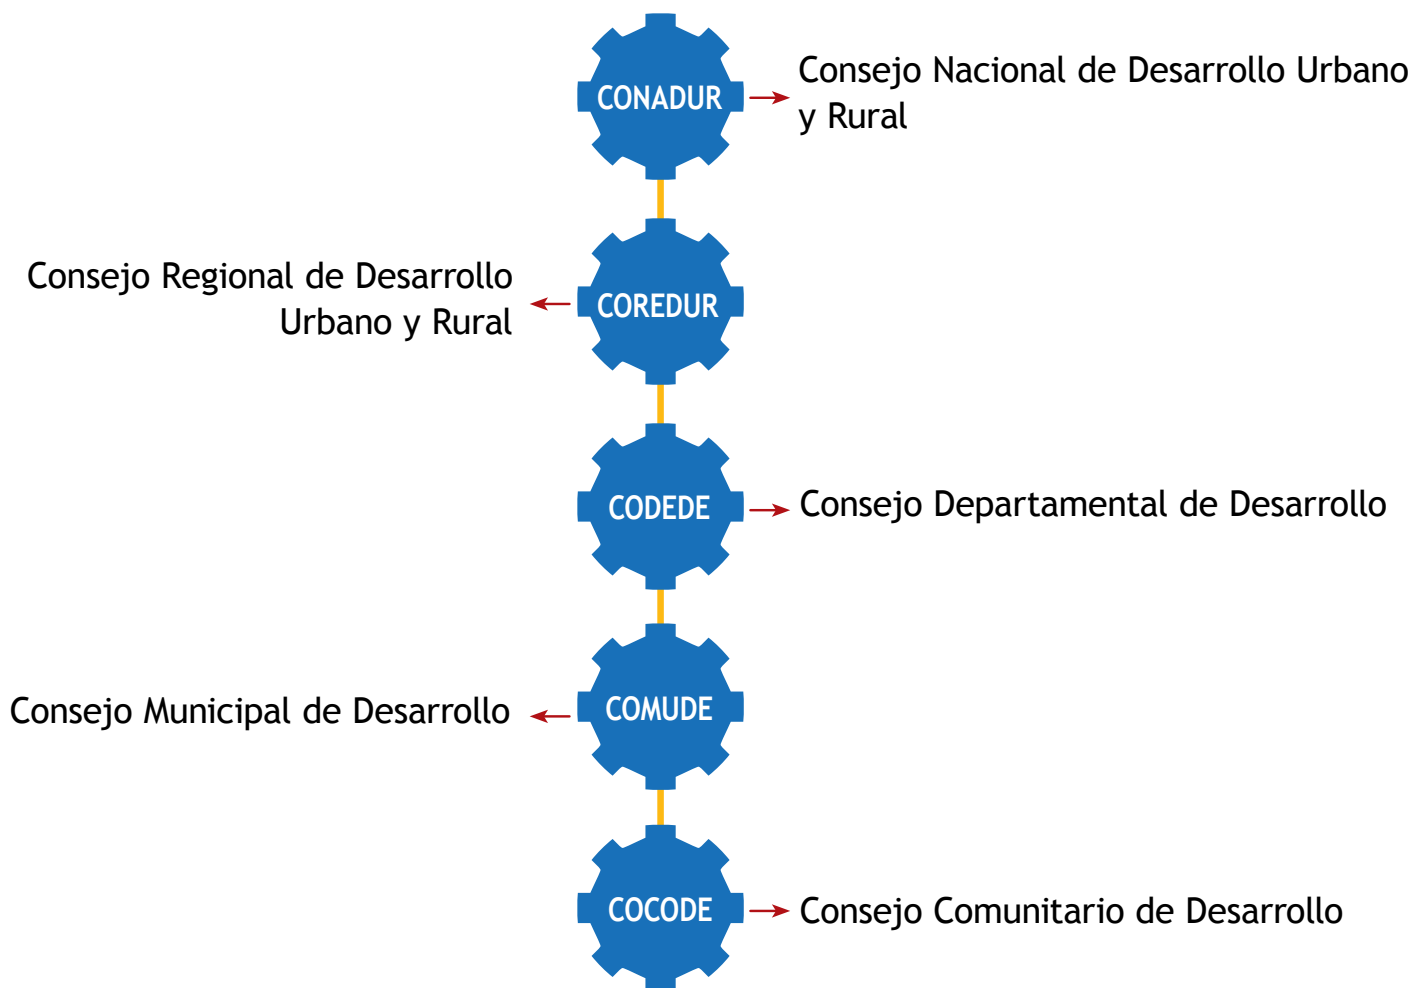 CONADUR
Consejo Nacional de Desarrollo Urbano
y Rural
Consejo Regional de Desarrollo
Urbano y Rural
COREDUR
CODEDE
Consejo Departamental de Desarrollo
Consejo Municipal de Desarrollo
COMUDE
COCODE
Consejo Comunitario de Desarrollo